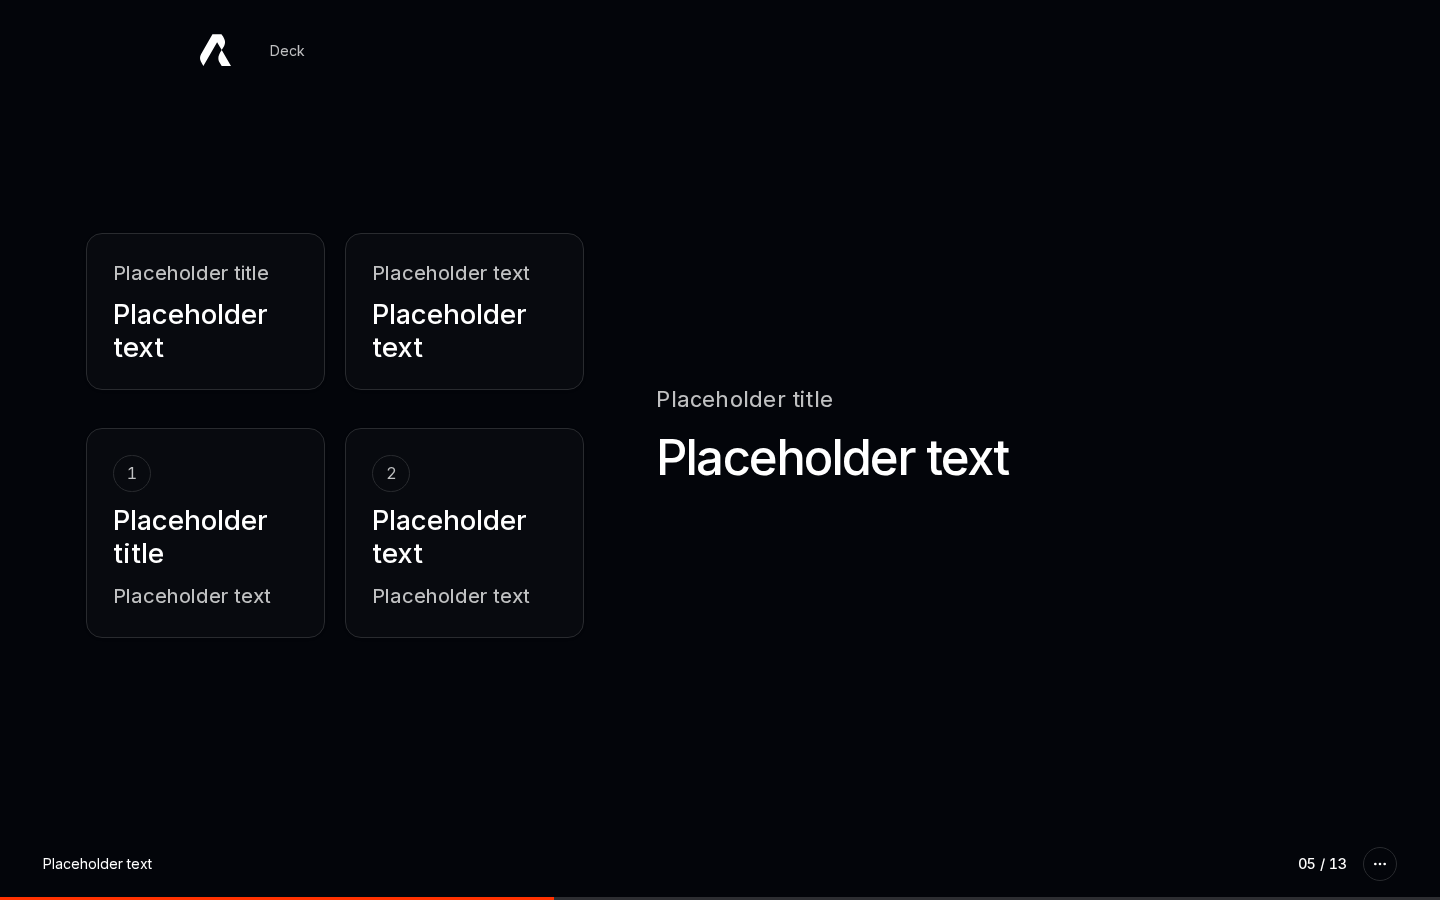 Deck
Placeholder title
Placeholder
text
Placeholder text
Placeholder
text
1
Placeholder
title
Placeholder text
2
Placeholder
text
Placeholder text
Placeholder title
Placeholder text
Placeholder text
05 / 13